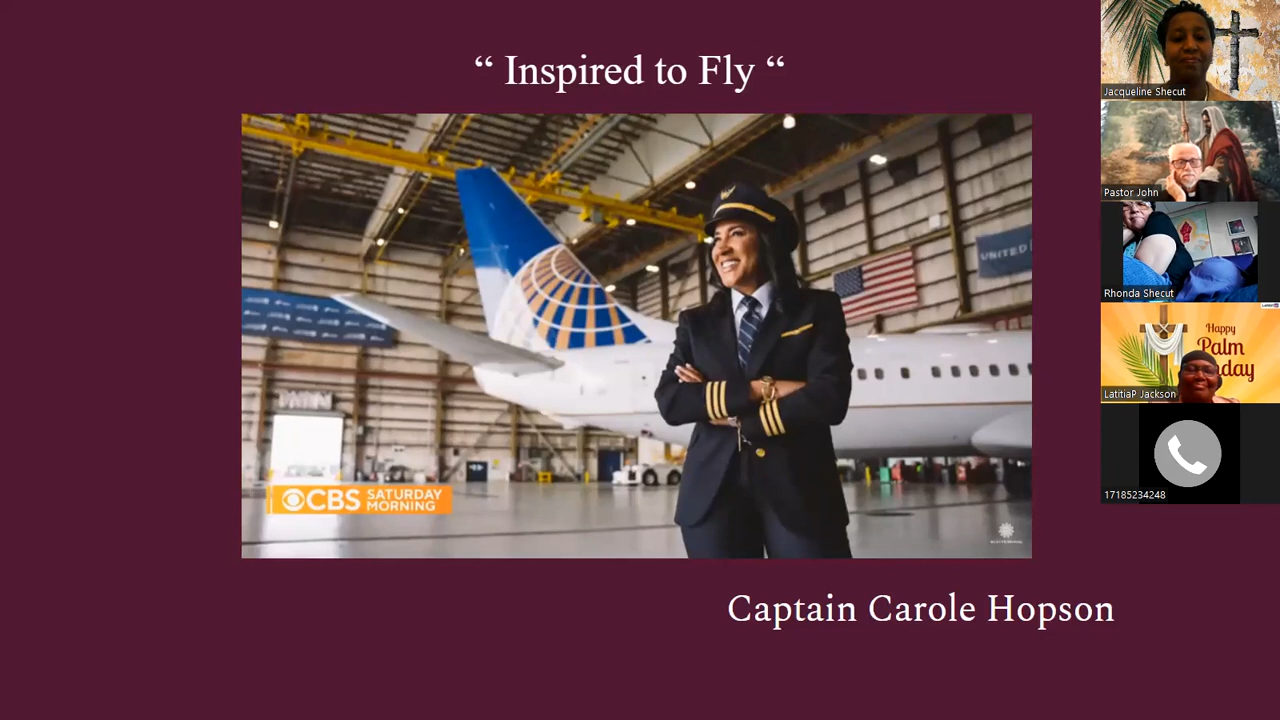 “ Inspired to Fly “
UNITED
CBS SATURDAY MORNING
Captain Carole Hopson
Jacqueline Shecut
Pastor John
Rhonda Shecut
Happy
Palm
LatitiaP Jackson
17185234248